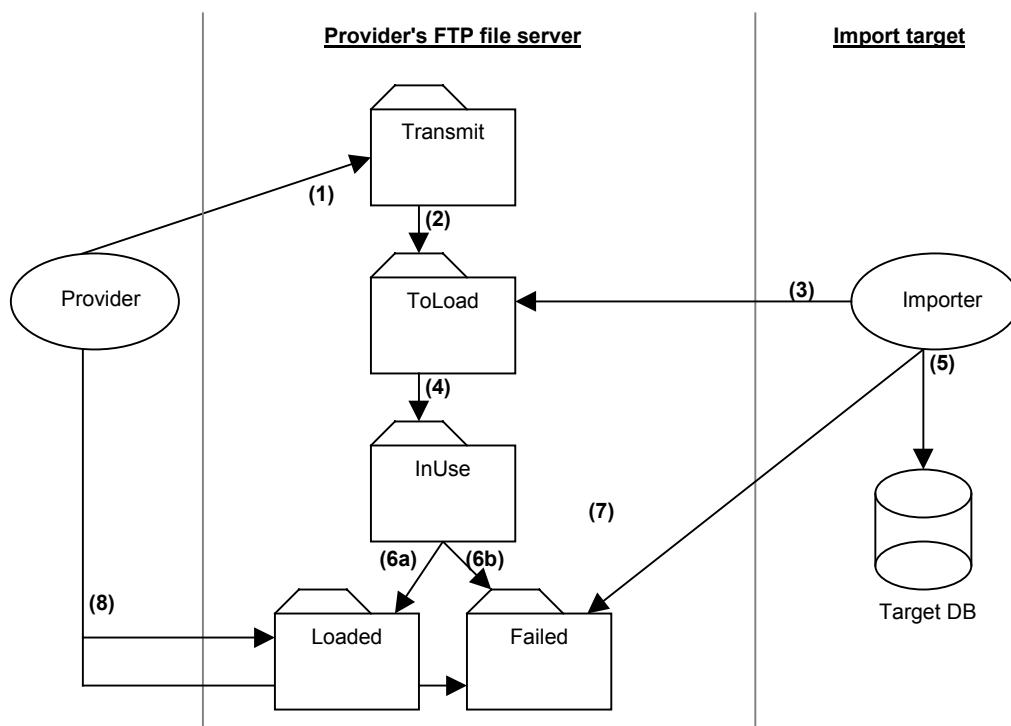 Provider's FTP file server
Import target
Transmit
(1)
(2)
Provider
ToLoad
(3)
Importer
(4)
(5)
InUse
(7)
(6a)
(6b)
(8)
Loaded
Failed
Target DB